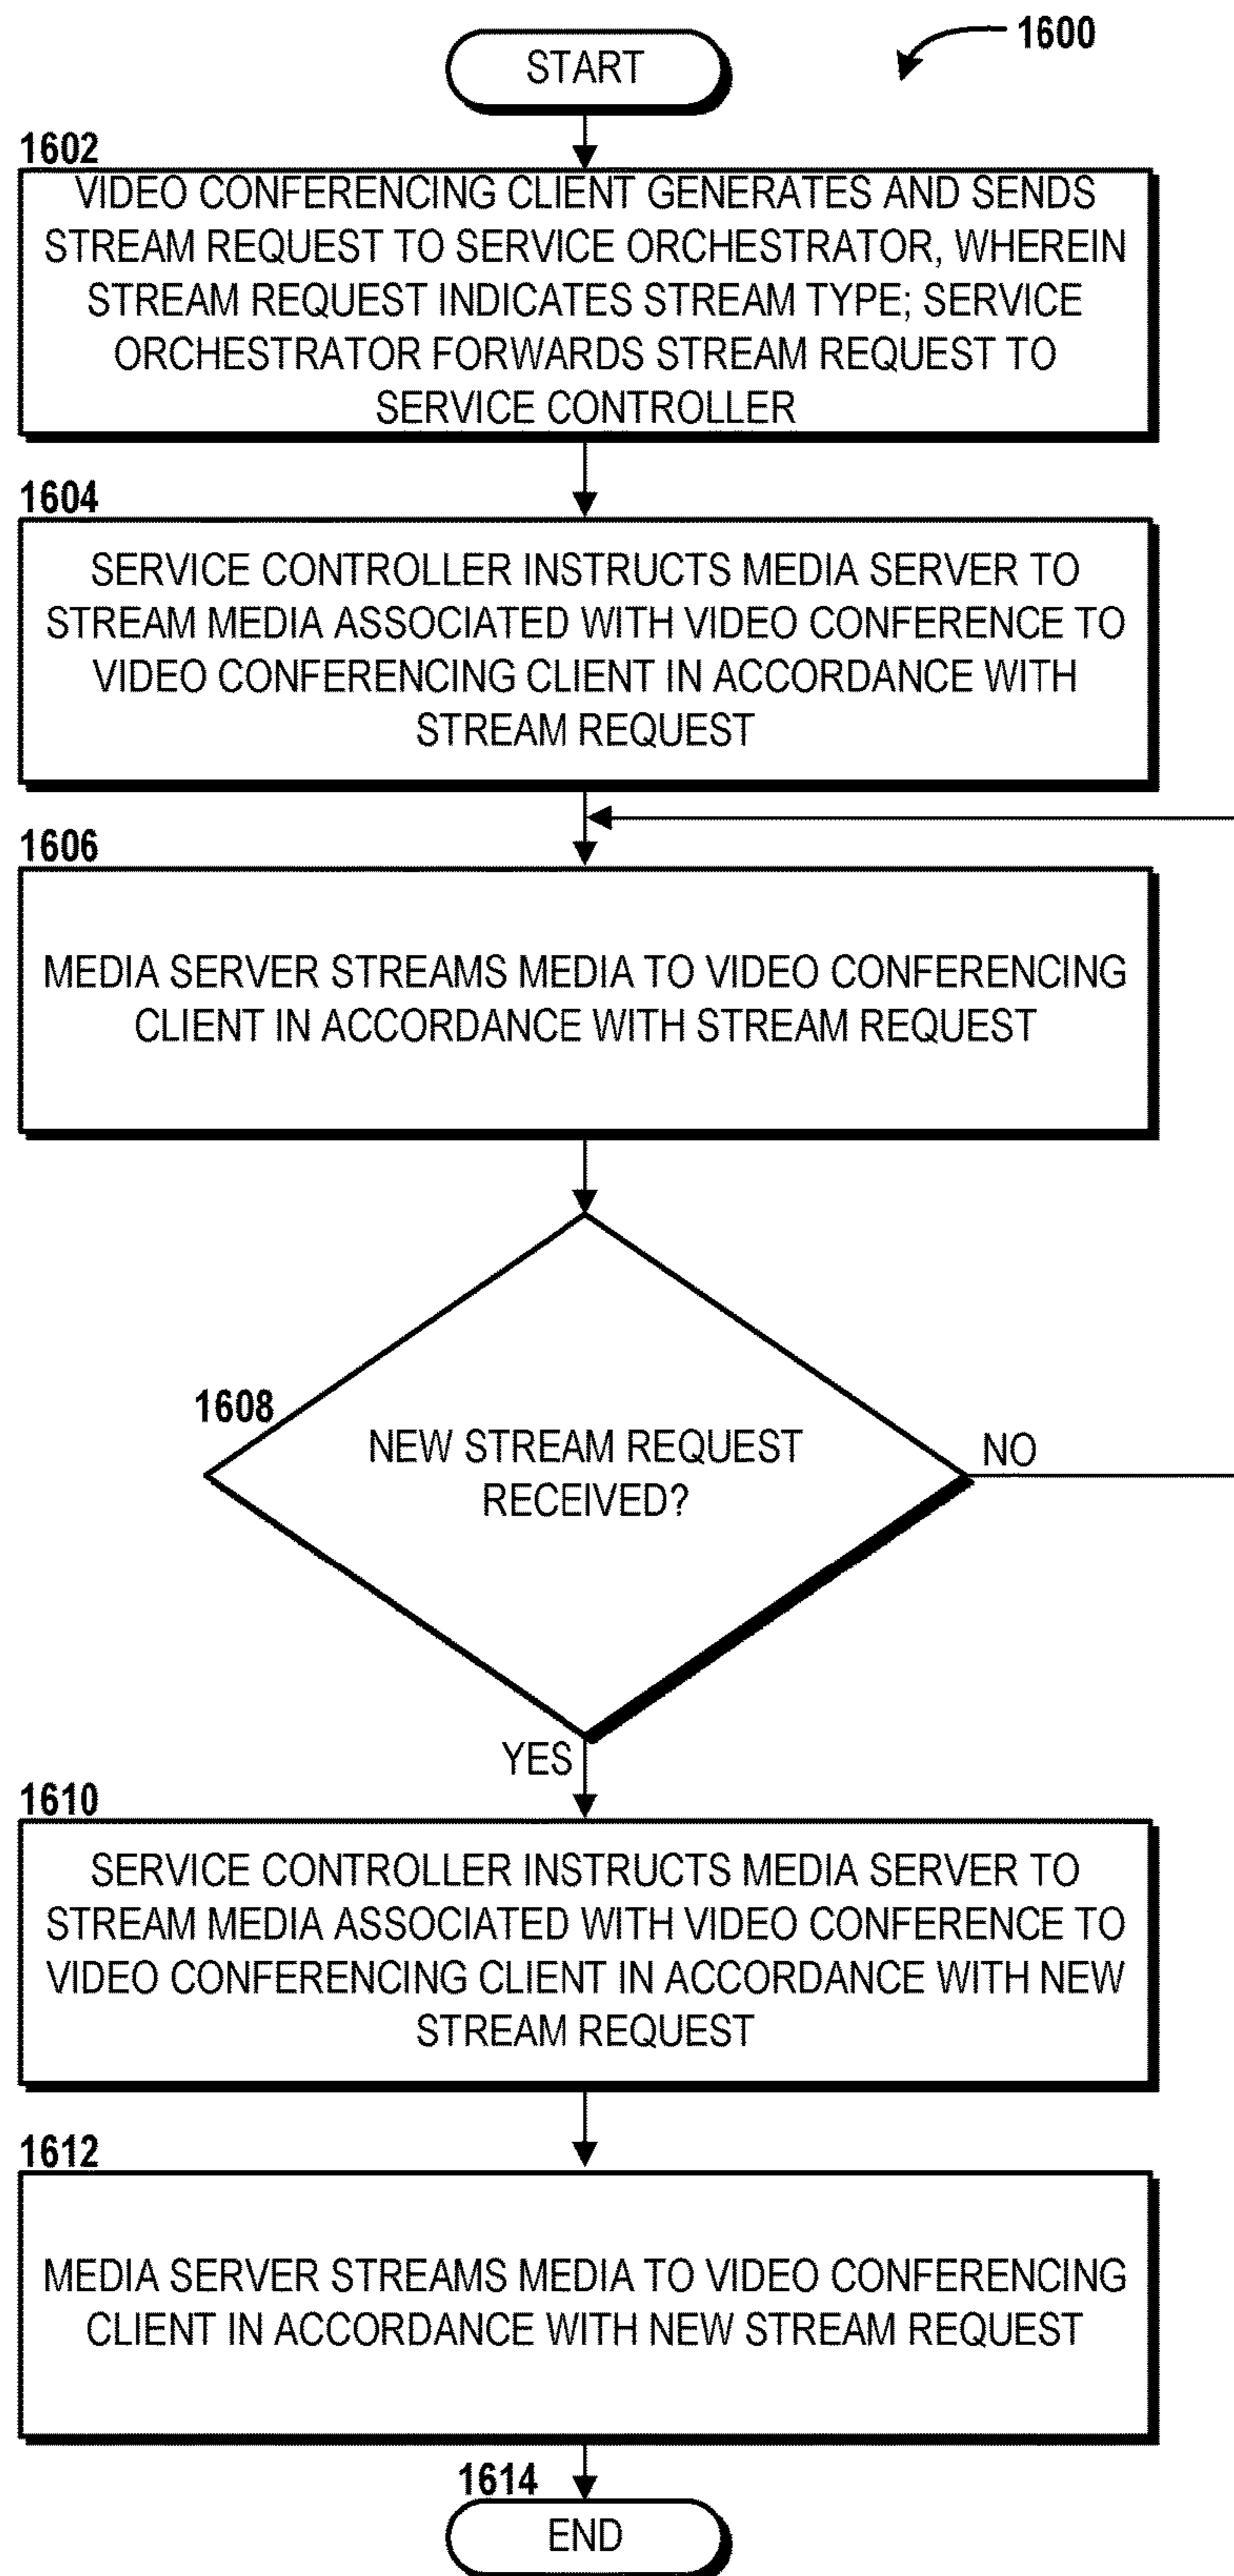 1600
START
1602
VIDEO CONFERENCING CLIENT GENERATES AND SENDS
STREAM REQUEST TO SERVICE ORCHESTRATOR, WHEREIN
STREAM REQUEST INDICATES STREAM TYPE; SERVICE
ORCHESTRATOR FORWARDS STREAM REQUEST TO
SERVICE CONTROLLER
1604
SERVICE CONTROLLER INSTRUCTS MEDIA SERVER TO
STREAM MEDIA ASSOCIATED WITH VIDEO CONFERENCE TO
VIDEO CONFERENCING CLIENT IN ACCORDANCE WITH
STREAM REQUEST
1606
MEDIA SERVER STREAMS MEDIA TO VIDEO CONFERENCING
CLIENT IN ACCORDANCE WITH STREAM REQUEST
1608
NEW STREAM REQUEST
RECEIVED?
NO
YES
1610
SERVICE CONTROLLER INSTRUCTS MEDIA SERVER TO
STREAM MEDIA ASSOCIATED WITH VIDEO CONFERENCE TO
VIDEO CONFERENCING CLIENT IN ACCORDANCE WITH NEW
STREAM REQUEST
1612
MEDIA SERVER STREAMS MEDIA TO VIDEO CONFERENCING
CLIENT IN ACCORDANCE WITH NEW STREAM REQUEST
1614
END